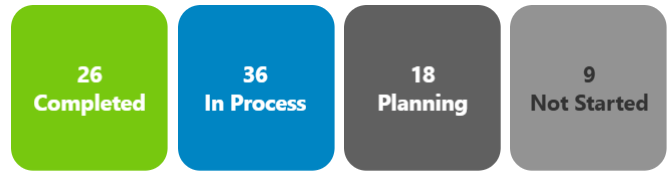 26
Completed
36
In Process
18
Planning
9
Not Started